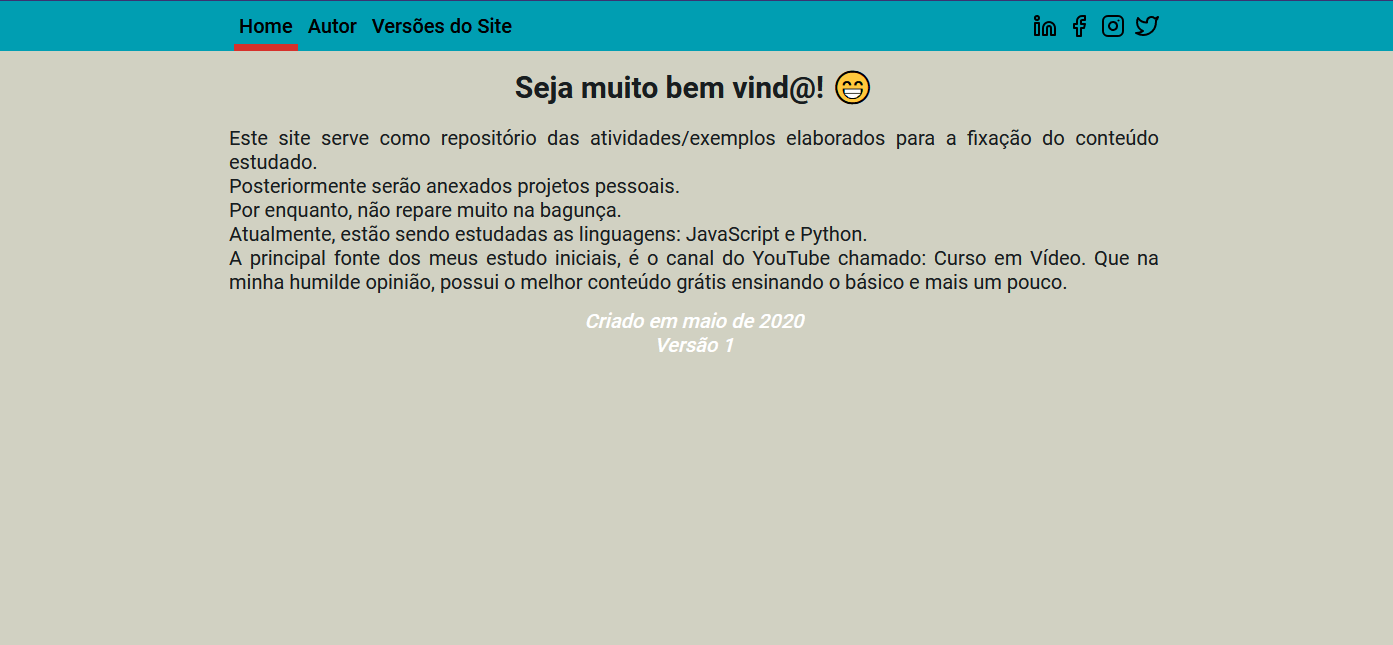 Home Autor Versões do Site
Seja muito bem vind@! 😁
Este site serve como repositório das atividades/exemplos elaborados para a fixação do conteúdo
estudado.
Posteriormente serão anexados projetos pessoais.
Por enquanto, não repare muito na bagunça.
Atualmente, estão sendo estudadas as linguagens: JavaScript e Python.
A principal fonte dos meus estudo iniciais, é o canal do YouTube chamado: Curso em Vídeo. Que na
minha humilde opinião, possui o melhor conteúdo grátis ensinando o básico e mais um pouco.
Criado em maio de 2020
Versão 1